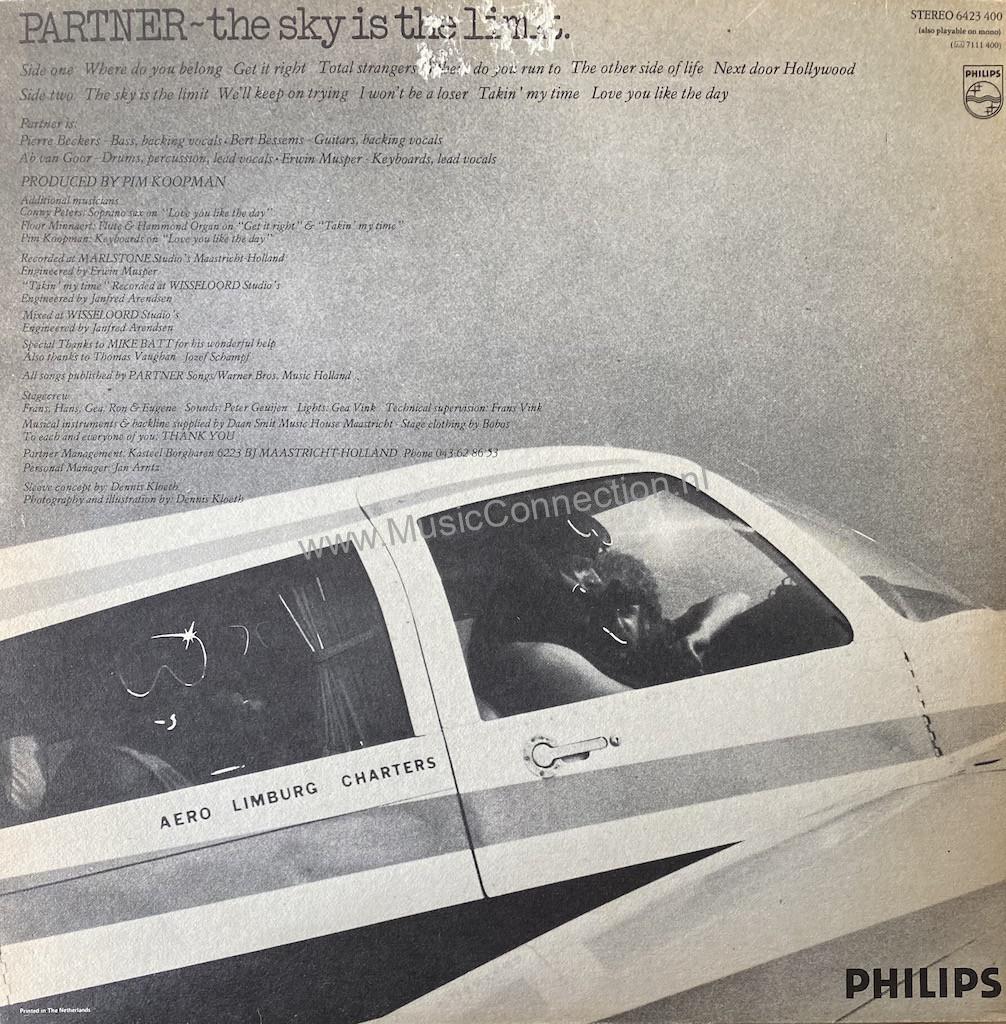 PARTNER~the sky is the limit.
STEREO 6423 400
(also playable on mono)
7111 400)
PHILIPS
Side one Where do you belong Get it right Total strangers do you run to The other side of life Next door Hollywood
Side two The sky is the limit We'll keep on trying I won't be a loser Takin' my time Love you like the day
Partner is:
Pierre Beckers - Bass, backing vocals · Bert Bessems - Guitars, backing vocals
Ab van Goor - Drums, percussion, lead vocals · Erwin Musper - Keyboards, lead vocals
PRODUCED BY PIM KOOPMAN
Additional musicians
Conny Peters: Soprano sax on "Love you like the day"
Floor Minnaert: Flute & Hammond Organ on "Get it right" & "Takin' my time"
Pim Koopman: Keyboards on "Love you like the day"
Recorded at MARLSTONE Studio's Maastricht-Holland
Engineered by Erwin Musper
"Takin' my time" Recorded at WISSELOORD Studio's
Engineered by Janfred Arendsen
Mixed at WISSELOORD Studio's
Engineered by Janfred Arendsen
Special Thanks to MIKE BATT for his wonderful help
Also thanks to Thomas Vaughan - Jozef Schampf
All songs published by PARTNER Songs/Warner Bros. Music Holland
Stagecrew
Frans, Hans, Gea, Ron & Eugene Sounds: Peter Geuijen Lights: Gea Vink Technical supervision: Frans Vink
Musical instruments & backline supplied by Daan Smit Music House Maastricht - Stage clothing by Bobos
To each and everyone of you: THANK YOU
Partner Management: Kasteel Borgharen 6223 BJ MAASTRICHT-HOLLAND Phone 043-62 86 53
Personal Manager: Jan Arntz
Sleeve concept by: Dennis Kloeth
Photography and illustration by: Dennis Kloeth
www.MusicConnection.nl
AERO LIMBURG CHARTERS
PHILIPS
Printed in The Netherlands